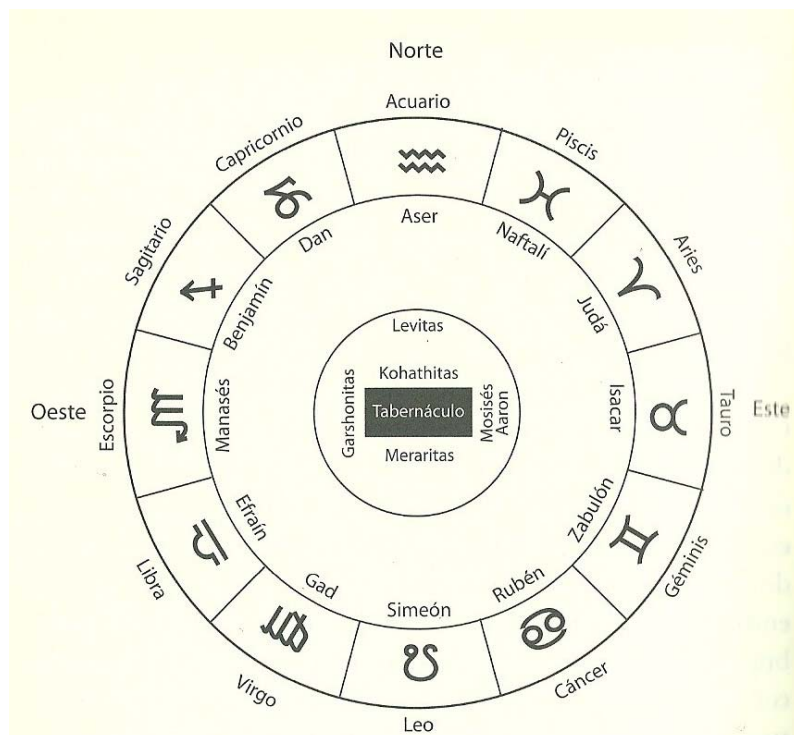 Norte
Acuario
Capricornio
Piscis
Sagitario
Aries
Aser
Dan
Naftalí
Benjamín
Judá
Levitas
Kohathitas
Oeste
Escorpio
Manasés
Garshonitas
Tabernáculo
Mosisés
Aaron
Isacar
Tauro
Este
Meraritas
Efraín
Zabulón
Libra
Gad
Simeón
Rubén
Géminis
Virgo
Leo
Cáncer